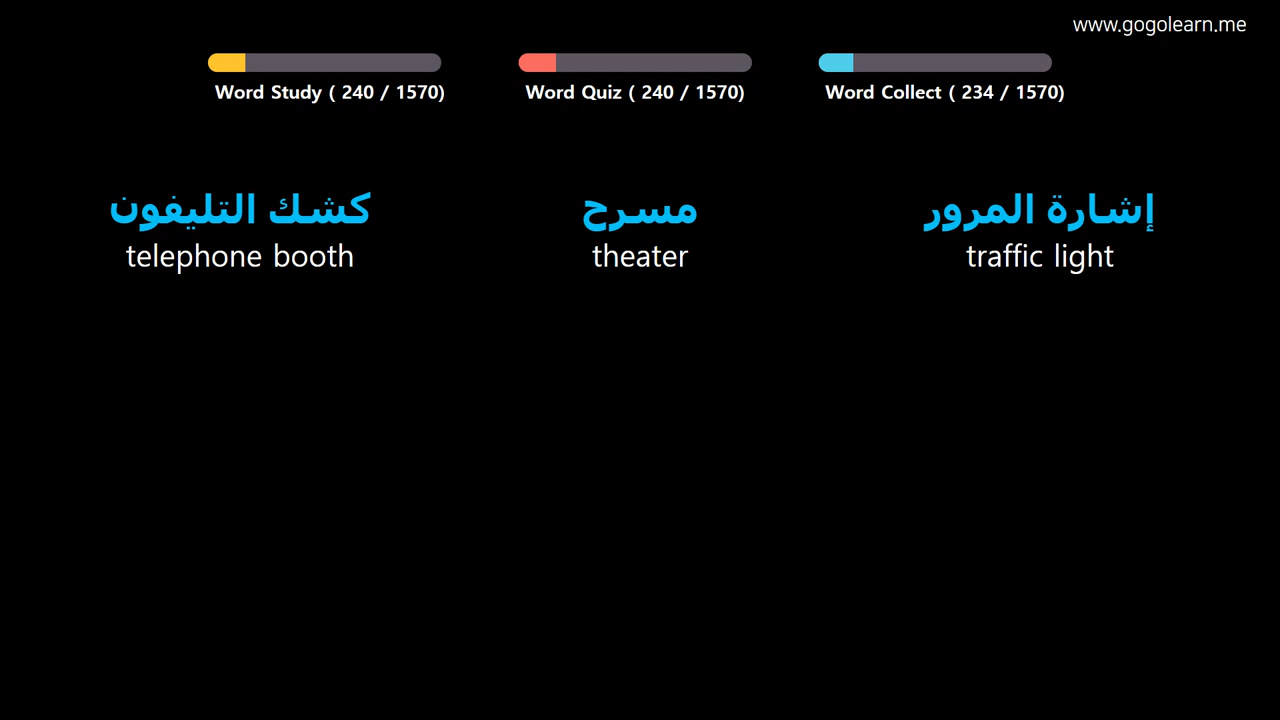 www.gogolearn.me
Word Study ( 240 / 1570)
Word Quiz ( 240 / 1570)
Word Collect ( 234 / 1570)
كشك التليفون
telephone booth
مسرح
theater
إشارة المرور
traffic light